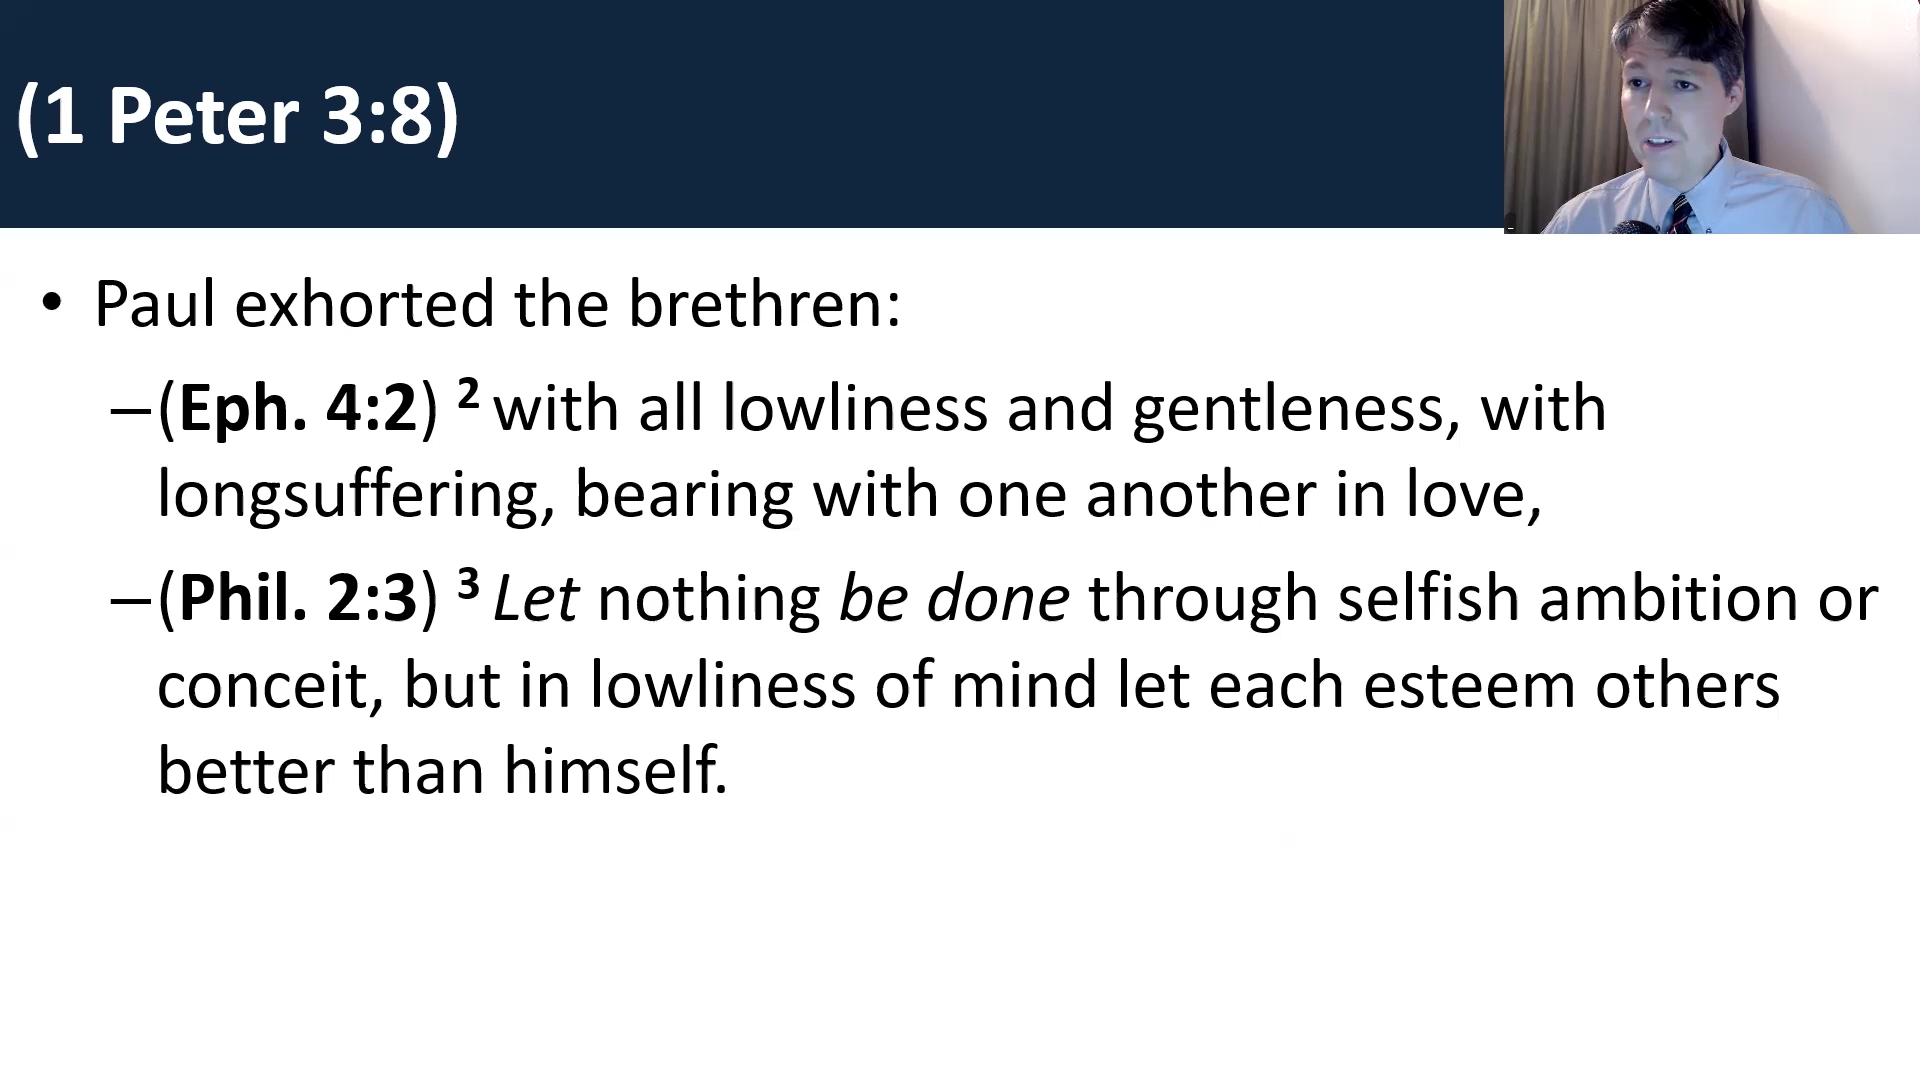 (1 Peter 3:8)
• Paul exhorted the brethren:
–(Eph. 4:2) ² with all lowliness and gentleness, with
longsuffering, bearing with one another in love,
–(Phil. 2:3) ³ Let nothing be done through selfish ambition or
conceit, but in lowliness of mind let each esteem others
better than himself.